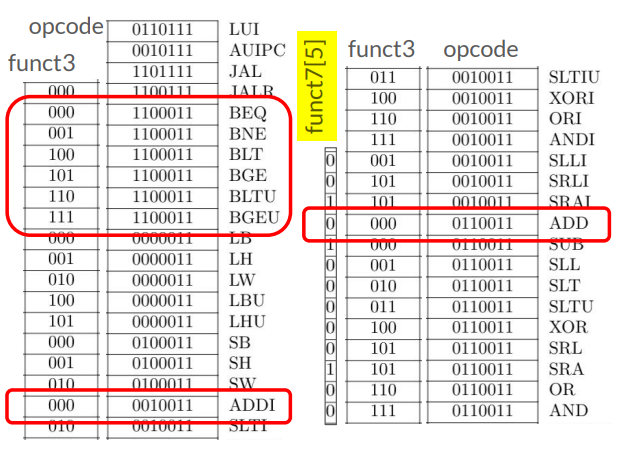 opcode 0110111 LUI
0010111 AUIPC
funct3 1101111 JAL
000 1100111 JALR
000 1100011 BEQ
001 1100011 BNE
100 1100011 BLT
101 1100011 BGE
110 1100011 BLTU
111 1100011 BGEU
000 0000011 LB
001 0000011 LH
010 0000011 LW
100 0000011 LBU
101 0000011 LHU
000 0100011 SB
001 0100011 SH
010 0100011 SW
000 0010011 ADDI
010 0010011 SLTI
funct7[5] funct3 opcode
011 0010011 SLTIU
100 0010011 XORI
110 0010011 ORI
111 0010011 ANDI
0 001 0010011 SLLI
0 101 0010011 SRLI
1 101 0010011 SRAI
0 000 0110011 ADD
1 000 0110011 SUB
0 001 0110011 SLL
0 010 0110011 SLT
0 011 0110011 SLTU
0 100 0110011 XOR
0 101 0110011 SRL
1 101 0110011 SRA
0 110 0110011 OR
0 111 0110011 AND